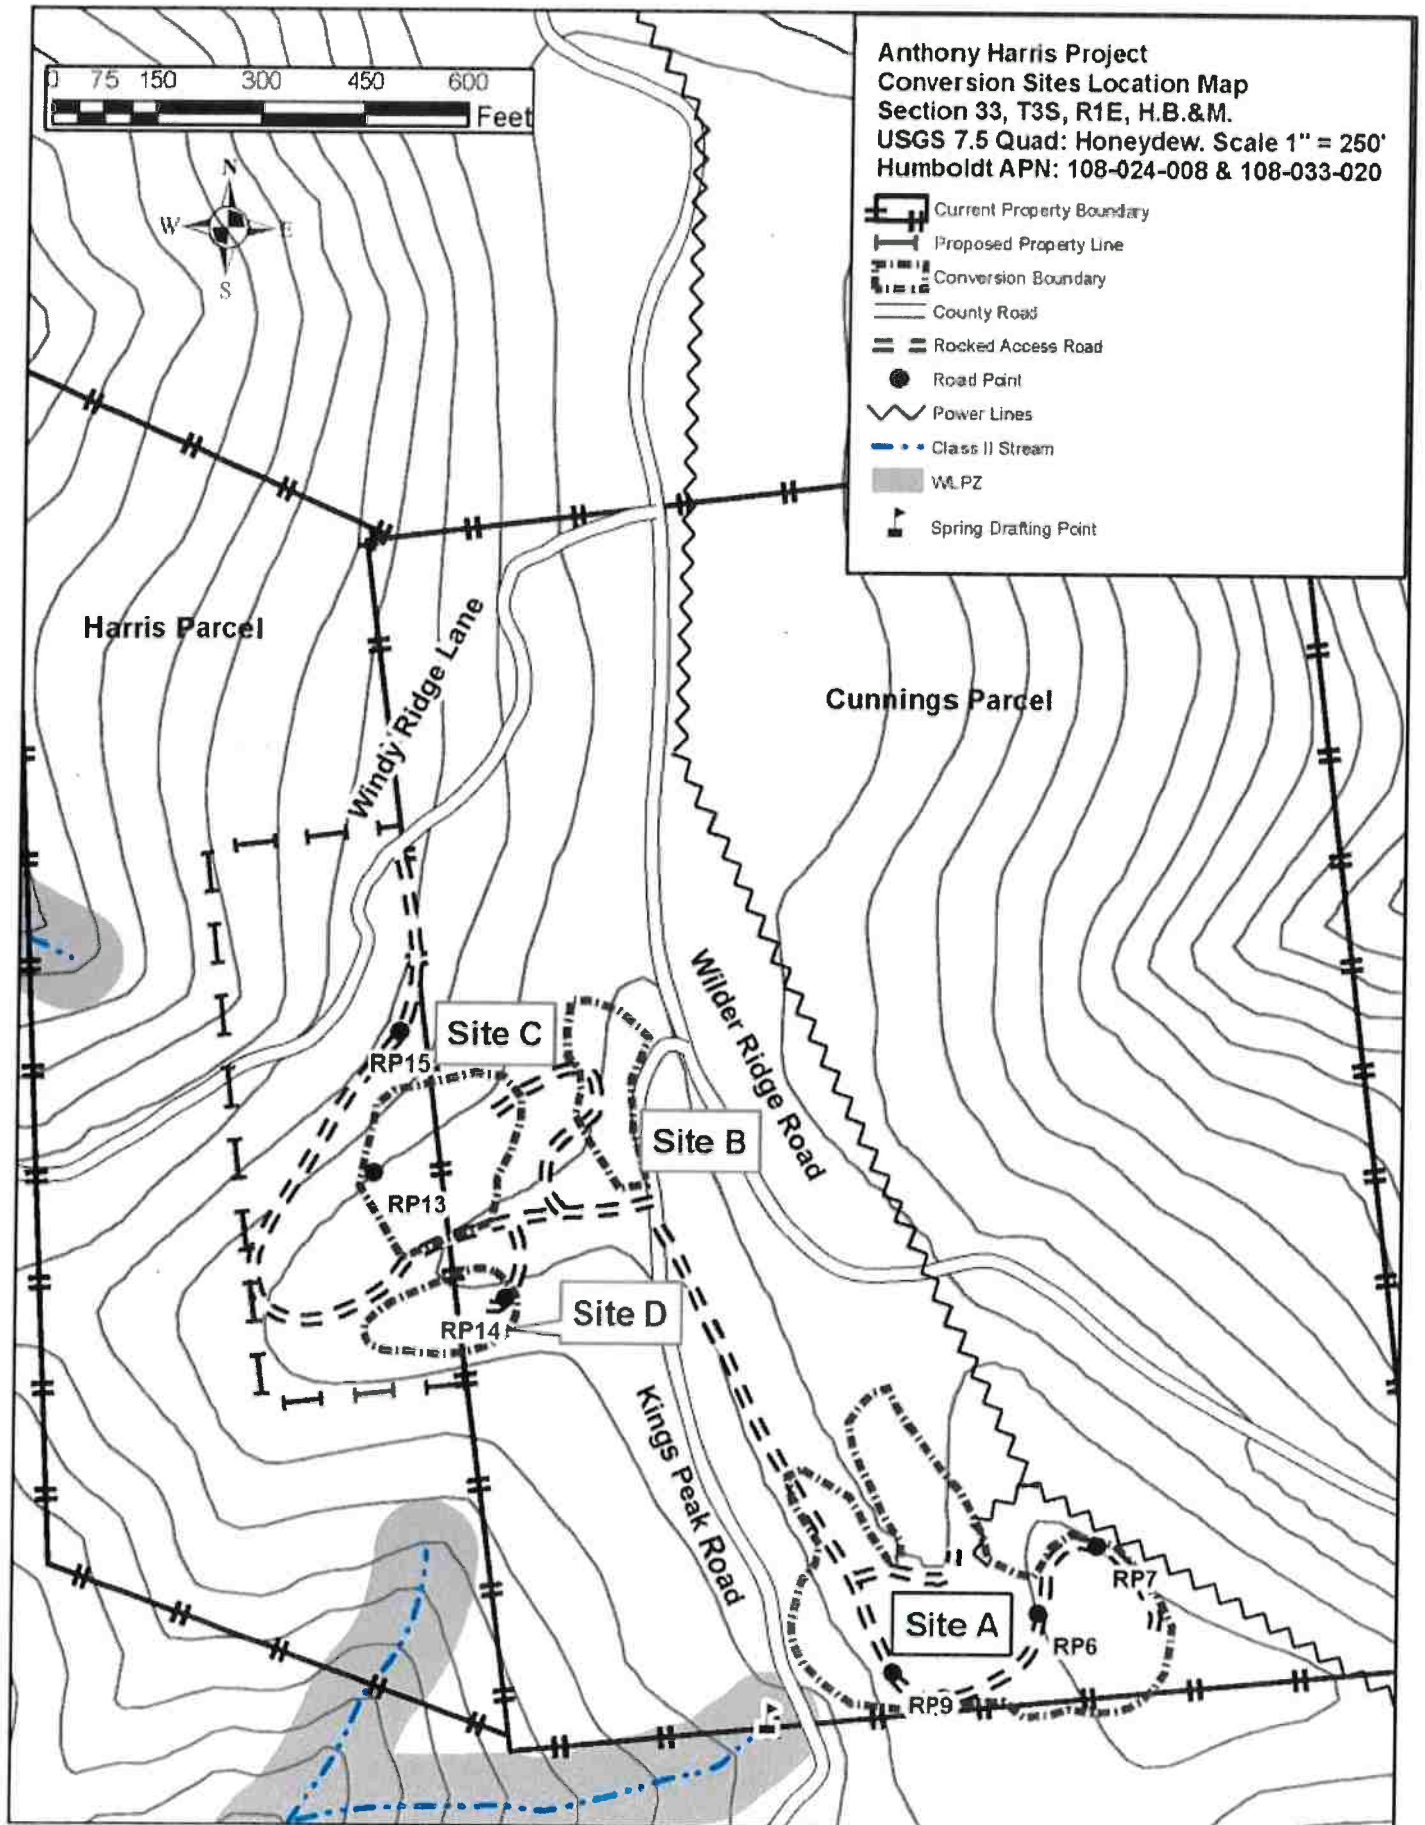 0 75 150 300 450 600
Feet
N
W E
S
Anthony Harris Project
Conversion Sites Location Map
Section 33, T3S, R1E, H.B.&M.
USGS 7.5 Quad: Honeydew. Scale 1" = 250'
Humboldt APN: 108-024-008 & 108-033-020
Current Property Boundary
Proposed Property Line
Conversion Boundary
County Road
Rocked Access Road
Road Point
Power Lines
Class II Stream
WLPZ
Spring Drafting Point
Harris Parcel
Windy Ridge Lane
Cunnings Parcel
Wilder Ridge Road
Site C
RP15
Site B
RP13
Site D
RP14
Kings Peak Road
RP7
Site A
RP6
RP9